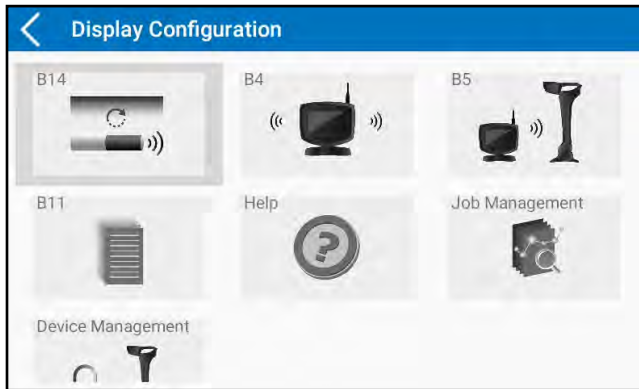 Display Configuration
B14
B4
B5
B11
Help
Job Management
Device Management